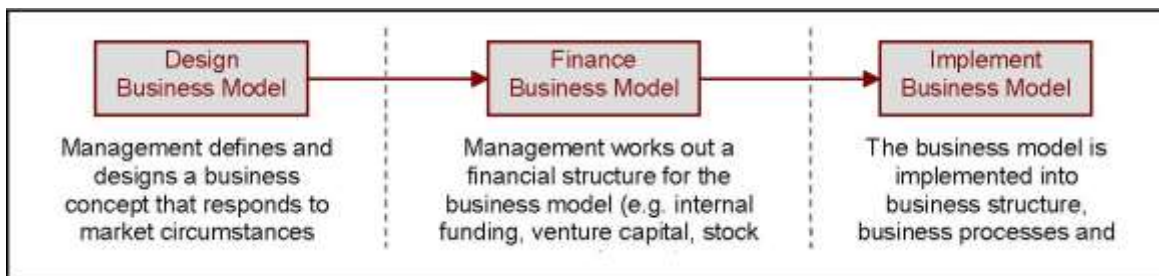 Design
Business Model
Finance
Business Model
Implement
Business Model
Management defines and
designs a business
concept that responds to
market circumstances
Management works out a
financial structure for the
business model (e.g. internal
funding, venture capital, stock
The business model is
implemented into
business structure,
business processes and